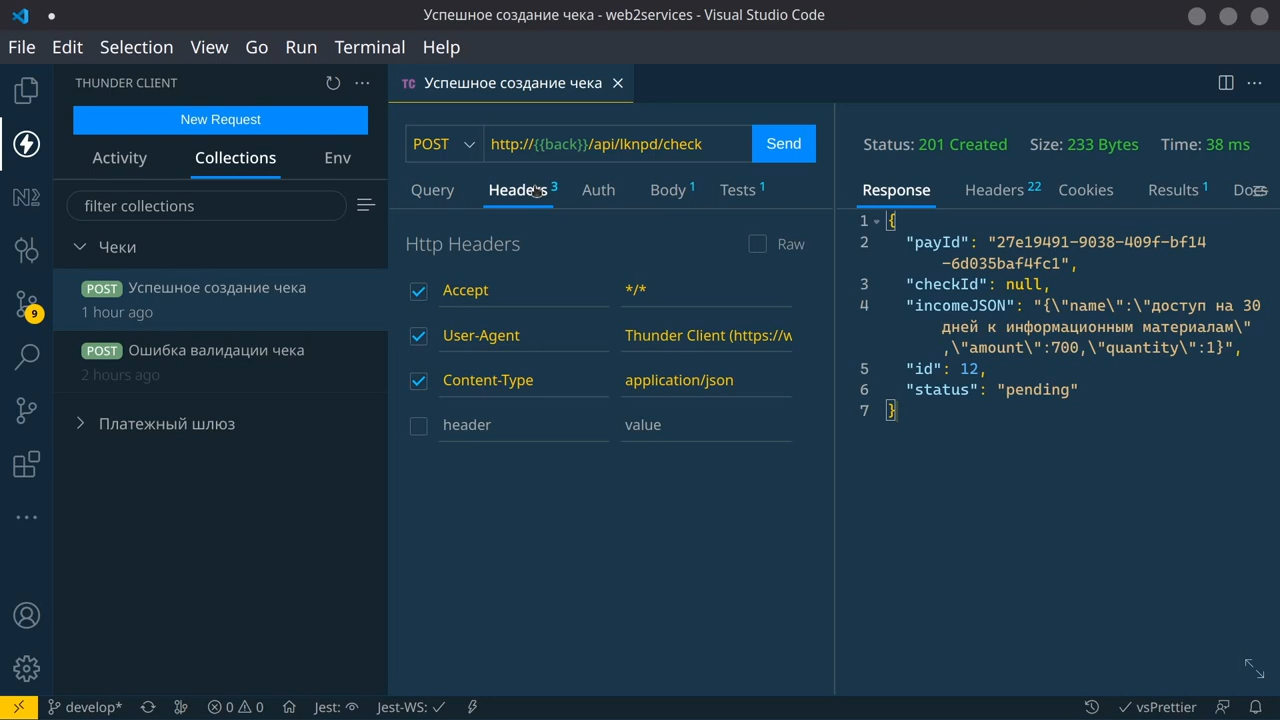 Успешное создание чека - web2services - Visual Studio Code
File Edit Selection View Go Run Terminal Help
THUNDER CLIENT
New Request
Activity Collections Env
filter collections
Чеки
POST Успешное создание чека
1 hour ago
POST Ошибка валидации чека
2 hours ago
Платежный шлюз
N2
9
TC Успешное создание чека
POST http://{{back}}/api/lknpd/check Send
Query Headers 3 Auth Body 1 Tests 1
Http Headers Raw
Accept */*
User-Agent Thunder Client (https://w
Content-Type application/json
header value
Status: 201 Created Size: 233 Bytes Time: 38 ms
Response Headers 22 Cookies Results 1 Docs
1 {
2 "payId": "27e19491-9038-409f-bf14
-6d035baf4fc1",
3 "checkId": null,
4 "incomeJSON": "{\"name\":\"доступ на 30
дней к информационным материалам\"
,\"amount\":700,\"quantity\":1}",
5 "id": 12,
6 "status": "pending"
7 }
develop* 0 0 Jest: Jest-WS: vsPrettier